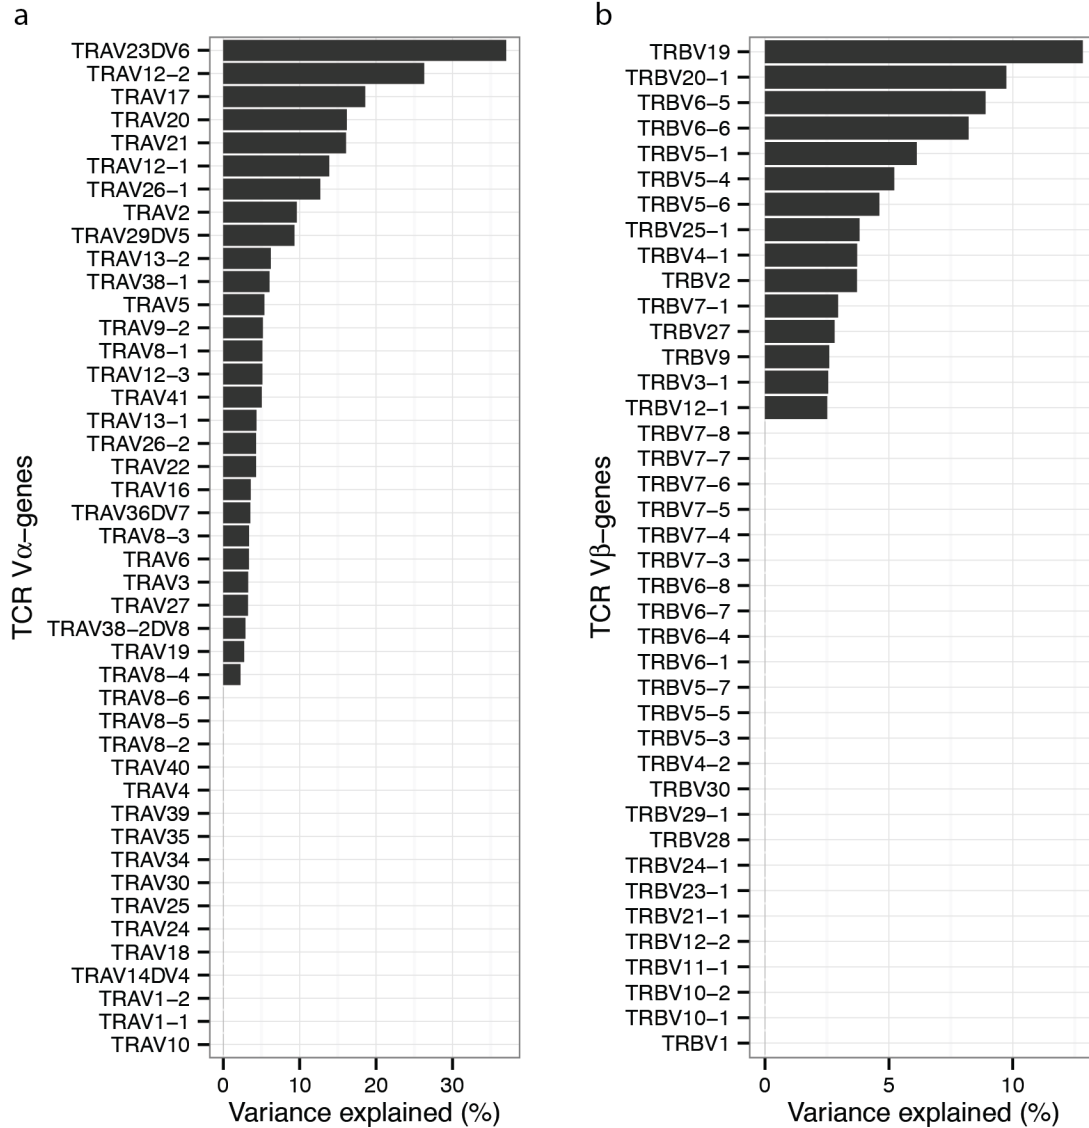 a
TRAV23DV6
TRAV12−2
TRAV17
TRAV20
TRAV21
TRAV12−1
TRAV26−1
TRAV2
TRAV29DV5
TRAV13−2
TRAV38−1
TRAV5
TRAV9−2
TRAV8−1
TRAV12−3
TRAV41
TRAV13−1
TRAV26−2
TRAV22
TRAV16
TRAV36DV7
TRAV8−3
TRAV6
TRAV3
TRAV27
TRAV38−2DV8
TRAV19
TRAV8−4
TRAV8−6
TRAV8−5
TRAV8−2
TRAV40
TRAV4
TRAV39
TRAV35
TRAV34
TRAV30
TRAV25
TRAV24
TRAV18
TRAV14DV4
TRAV1−2
TRAV1−1
TRAV10
TCR Vα−genes
0 10 20 30
Variance explained (%)
b
TRBV19
TRBV20−1
TRBV6−5
TRBV6−6
TRBV5−1
TRBV5−4
TRBV5−6
TRBV25−1
TRBV4−1
TRBV2
TRBV7−1
TRBV27
TRBV9
TRBV3−1
TRBV12−1
TRBV7−8
TRBV7−7
TRBV7−6
TRBV7−5
TRBV7−4
TRBV7−3
TRBV6−8
TRBV6−7
TRBV6−4
TRBV6−1
TRBV5−7
TRBV5−5
TRBV5−3
TRBV4−2
TRBV30
TRBV29−1
TRBV28
TRBV24−1
TRBV23−1
TRBV21−1
TRBV12−2
TRBV11−1
TRBV10−2
TRBV10−1
TRBV1
TCR Vβ−genes
0 5 10
Variance explained (%)